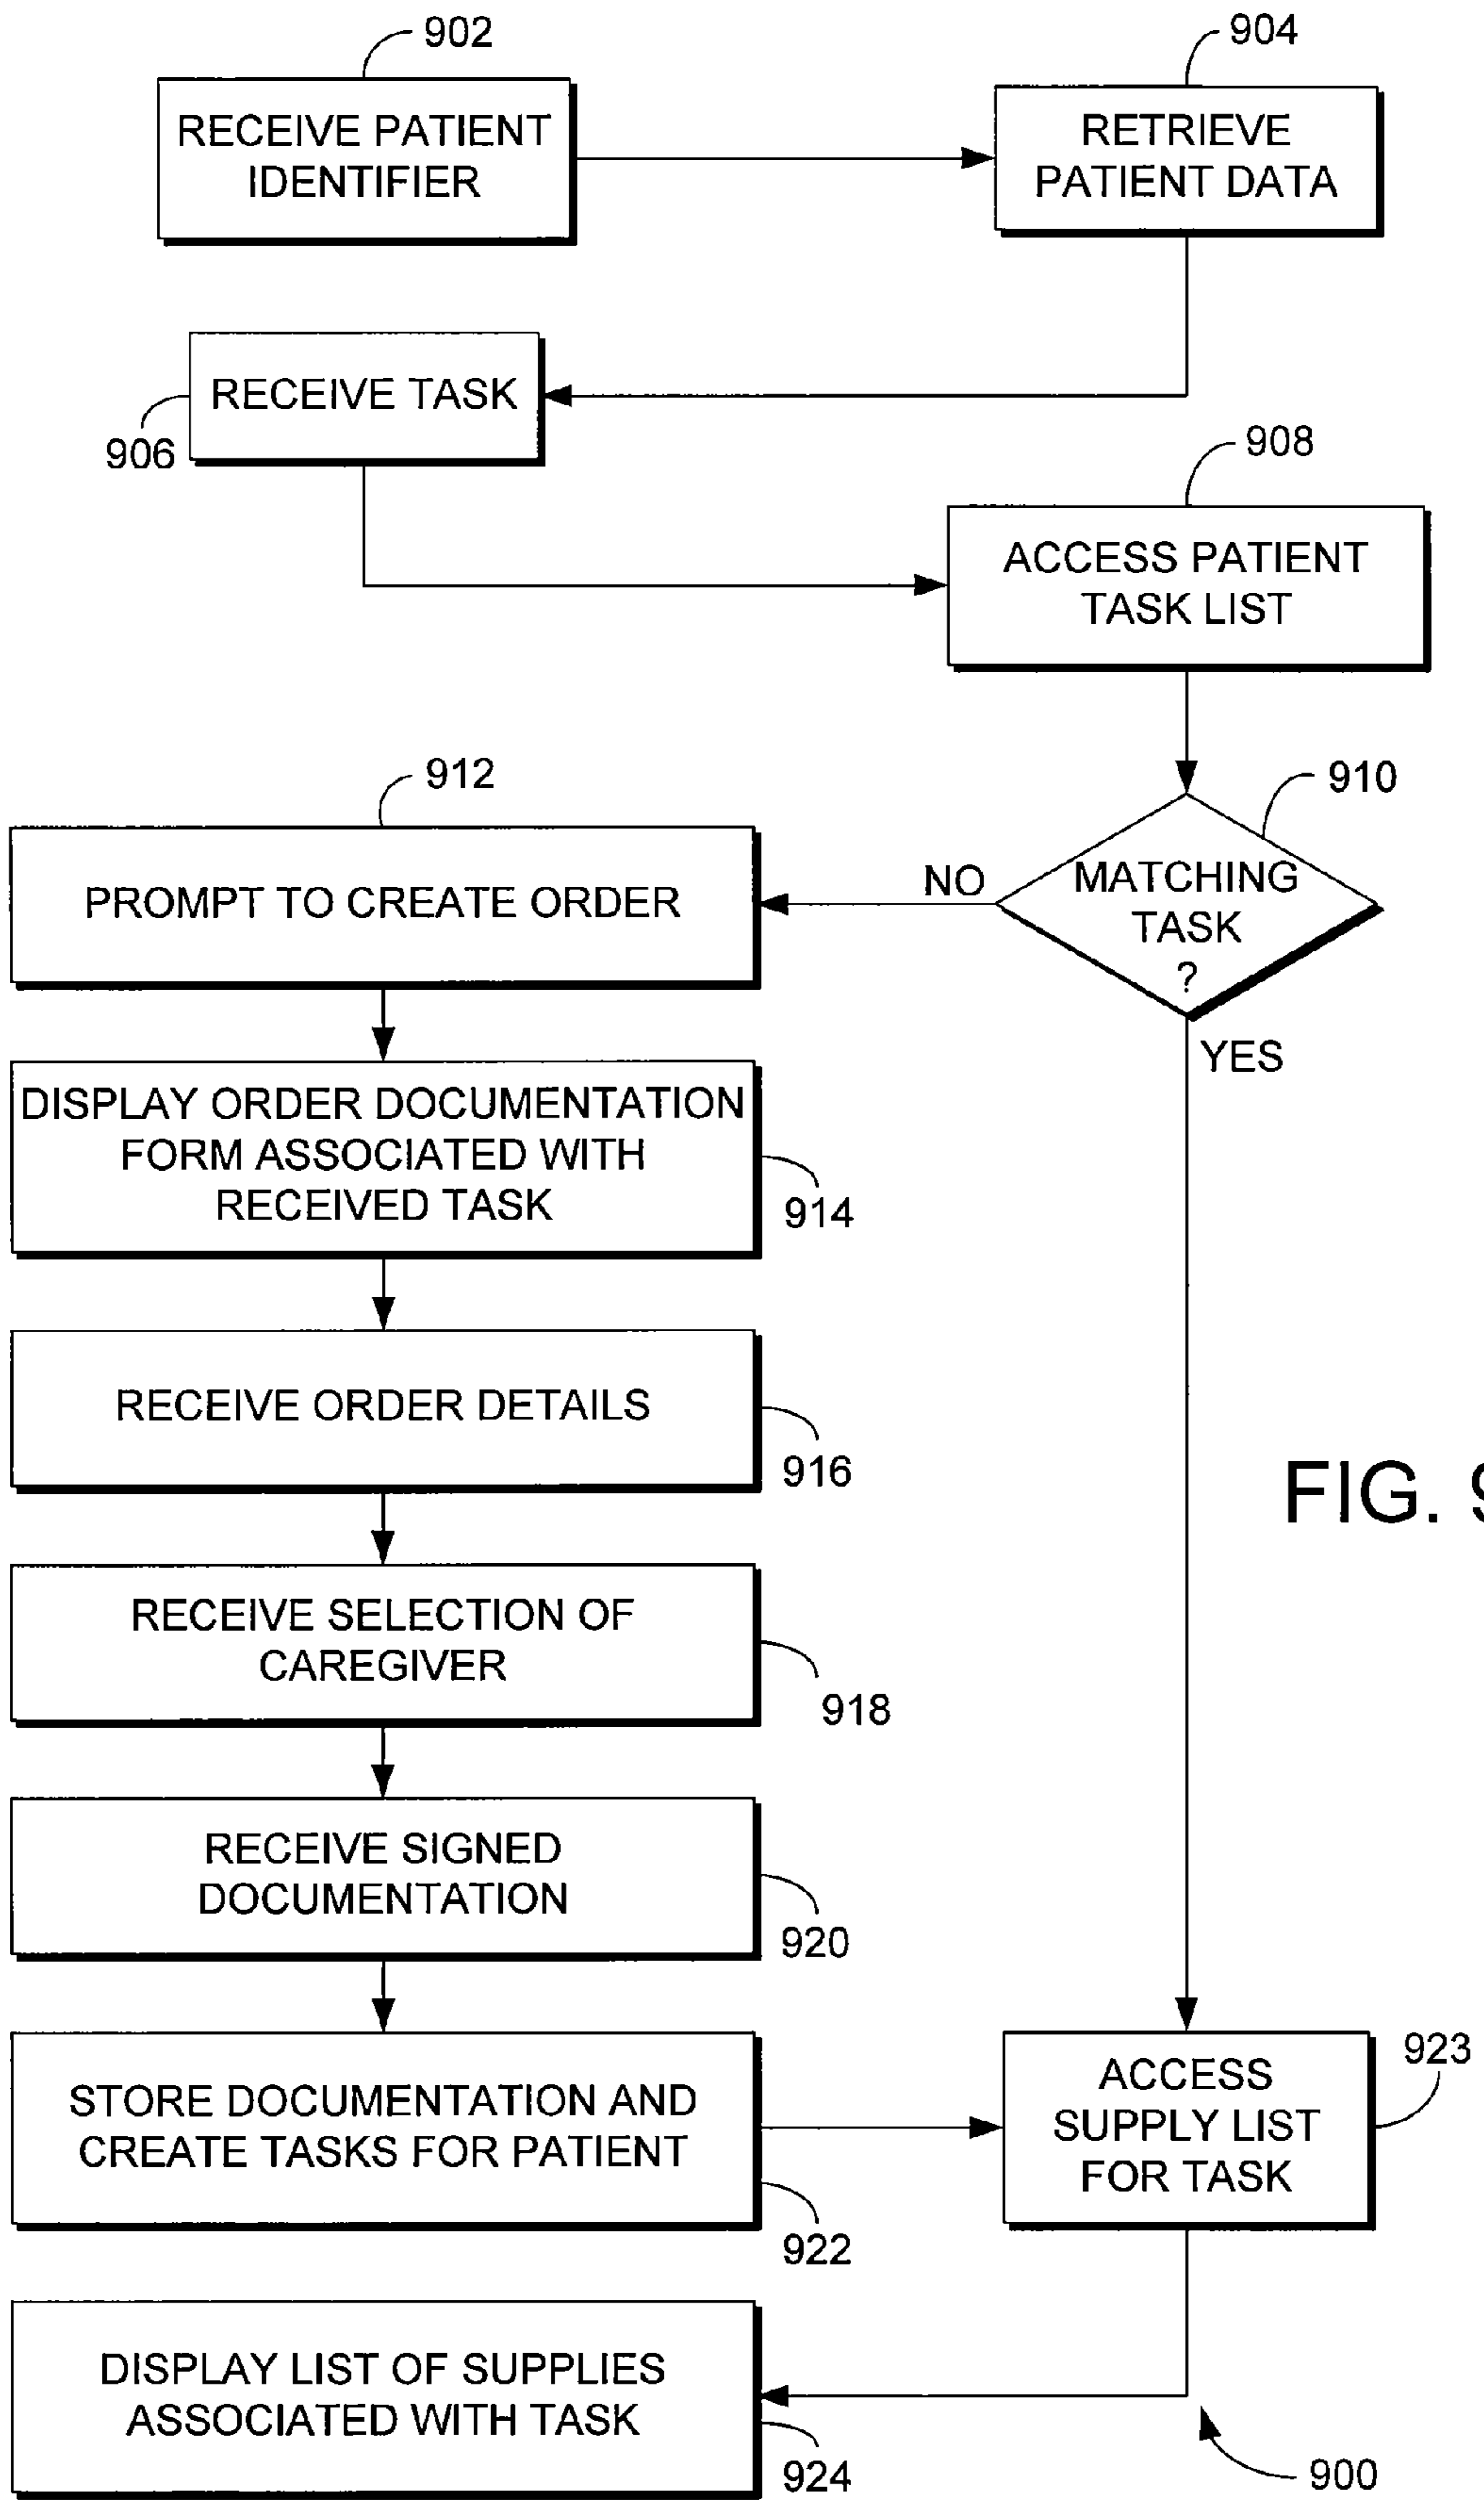 902
RECEIVE PATIENT
IDENTIFIER
904
RETRIEVE
PATIENT DATA
RECEIVE TASK
906
908
ACCESS PATIENT
TASK LIST
910
MATCHING
TASK
?
NO
YES
912
PROMPT TO CREATE ORDER
DISPLAY ORDER DOCUMENTATION
FORM ASSOCIATED WITH
RECEIVED TASK
914
RECEIVE ORDER DETAILS
916
FIG. 9
RECEIVE SELECTION OF
CAREGIVER
918
RECEIVE SIGNED
DOCUMENTATION
920
STORE DOCUMENTATION AND
CREATE TASKS FOR PATIENT
922
ACCESS
SUPPLY LIST
FOR TASK
923
DISPLAY LIST OF SUPPLIES
ASSOCIATED WITH TASK
924
900